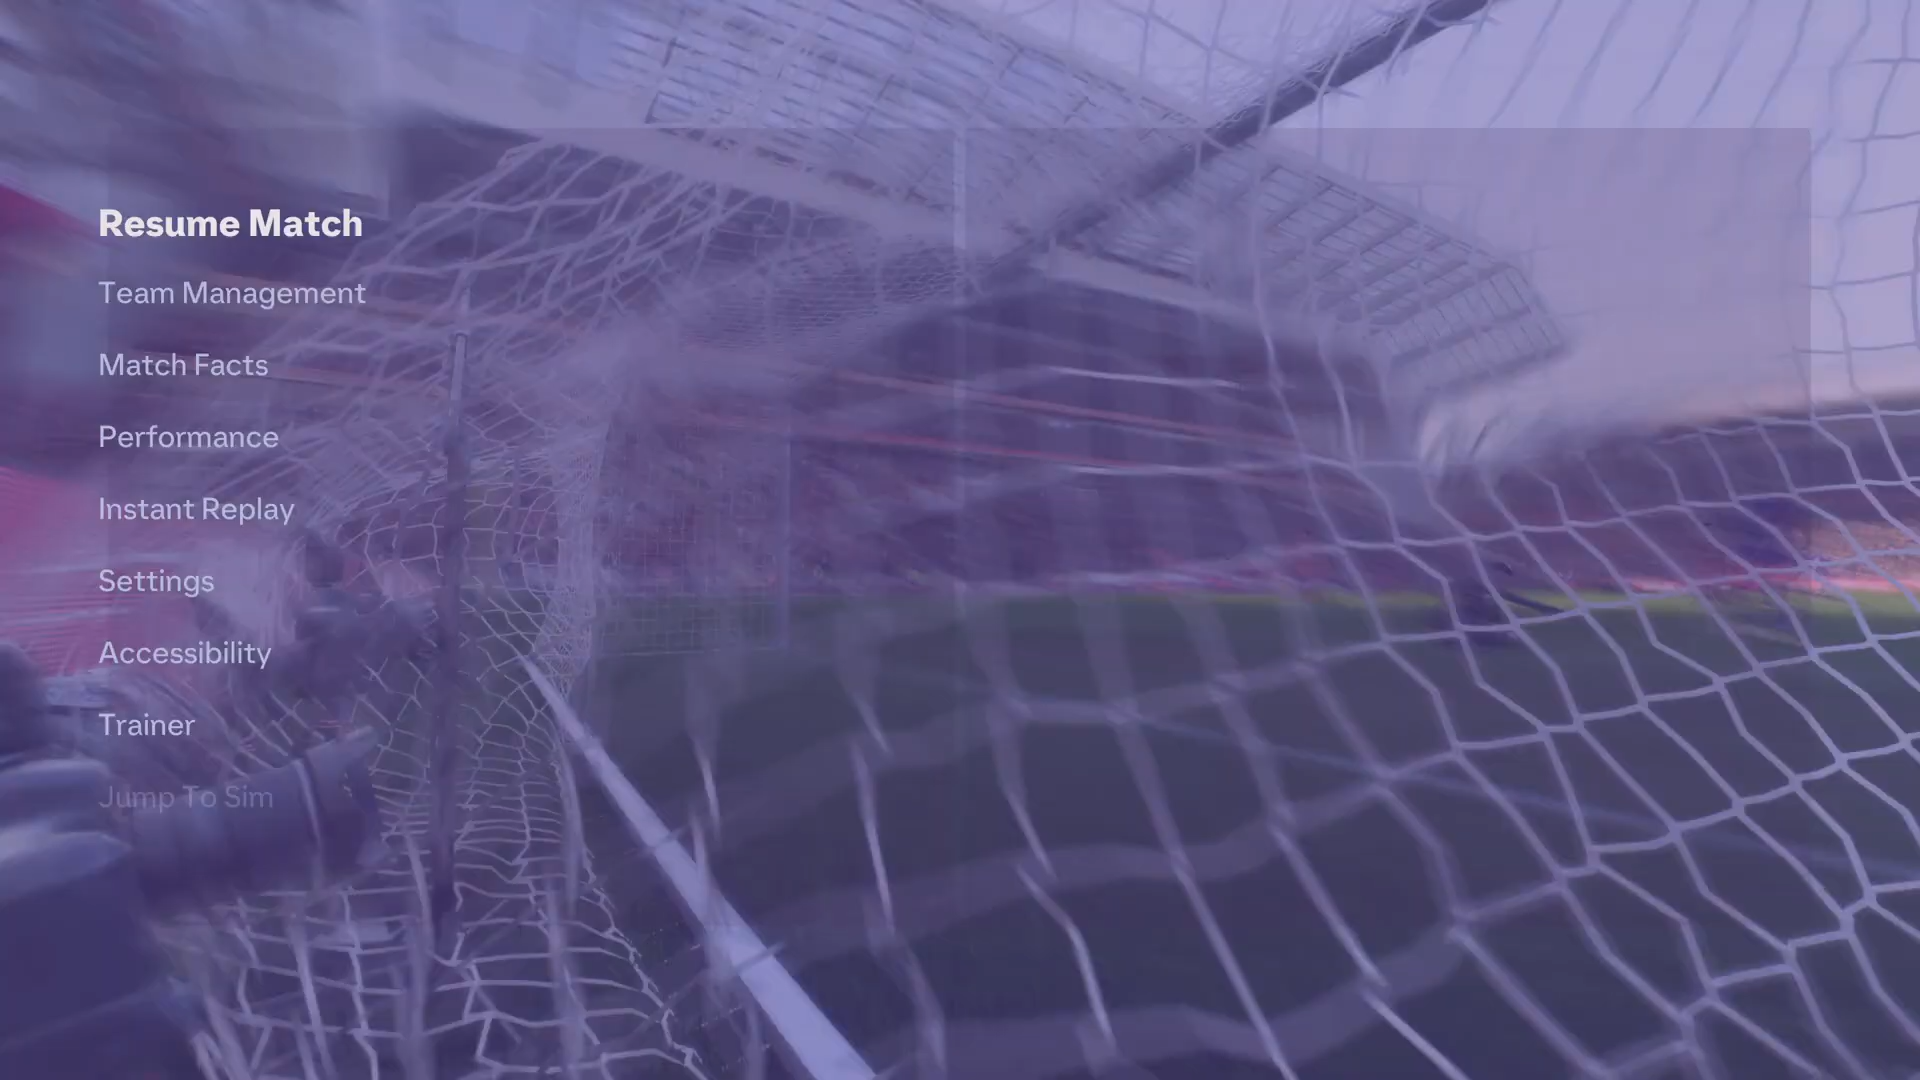 Resume Match
Team Management
Match Facts
Performance
Instant Replay
Settings
Accessibility
Trainer
Jump To Sim